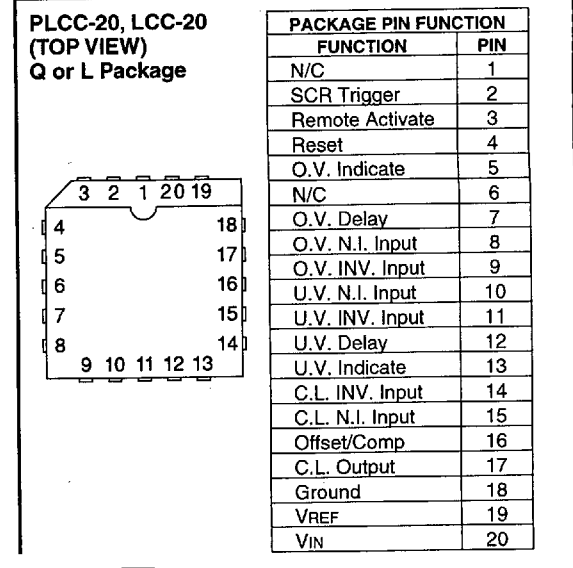 PLCC-20, LCC-20
(TOP VIEW)
Q or L Package
3 2 1 20 19
4 18
5 17
6 16
7 15
8 14
9 10 11 12 13
PACKAGE PIN FUNCTION
FUNCTION PIN
N/C 1
SCR Trigger 2
Remote Activate 3
Reset 4
O.V. Indicate 5
N/C 6
O.V. Delay 7
O.V. N.I. Input 8
O.V. INV. Input 9
U.V. N.I. Input 10
U.V. INV. Input 11
U.V. Delay 12
U.V. Indicate 13
C.L. INV. Input 14
C.L. N.I. Input 15
Offset/Comp 16
C.L. Output 17
Ground 18
VREF 19
VIN 20